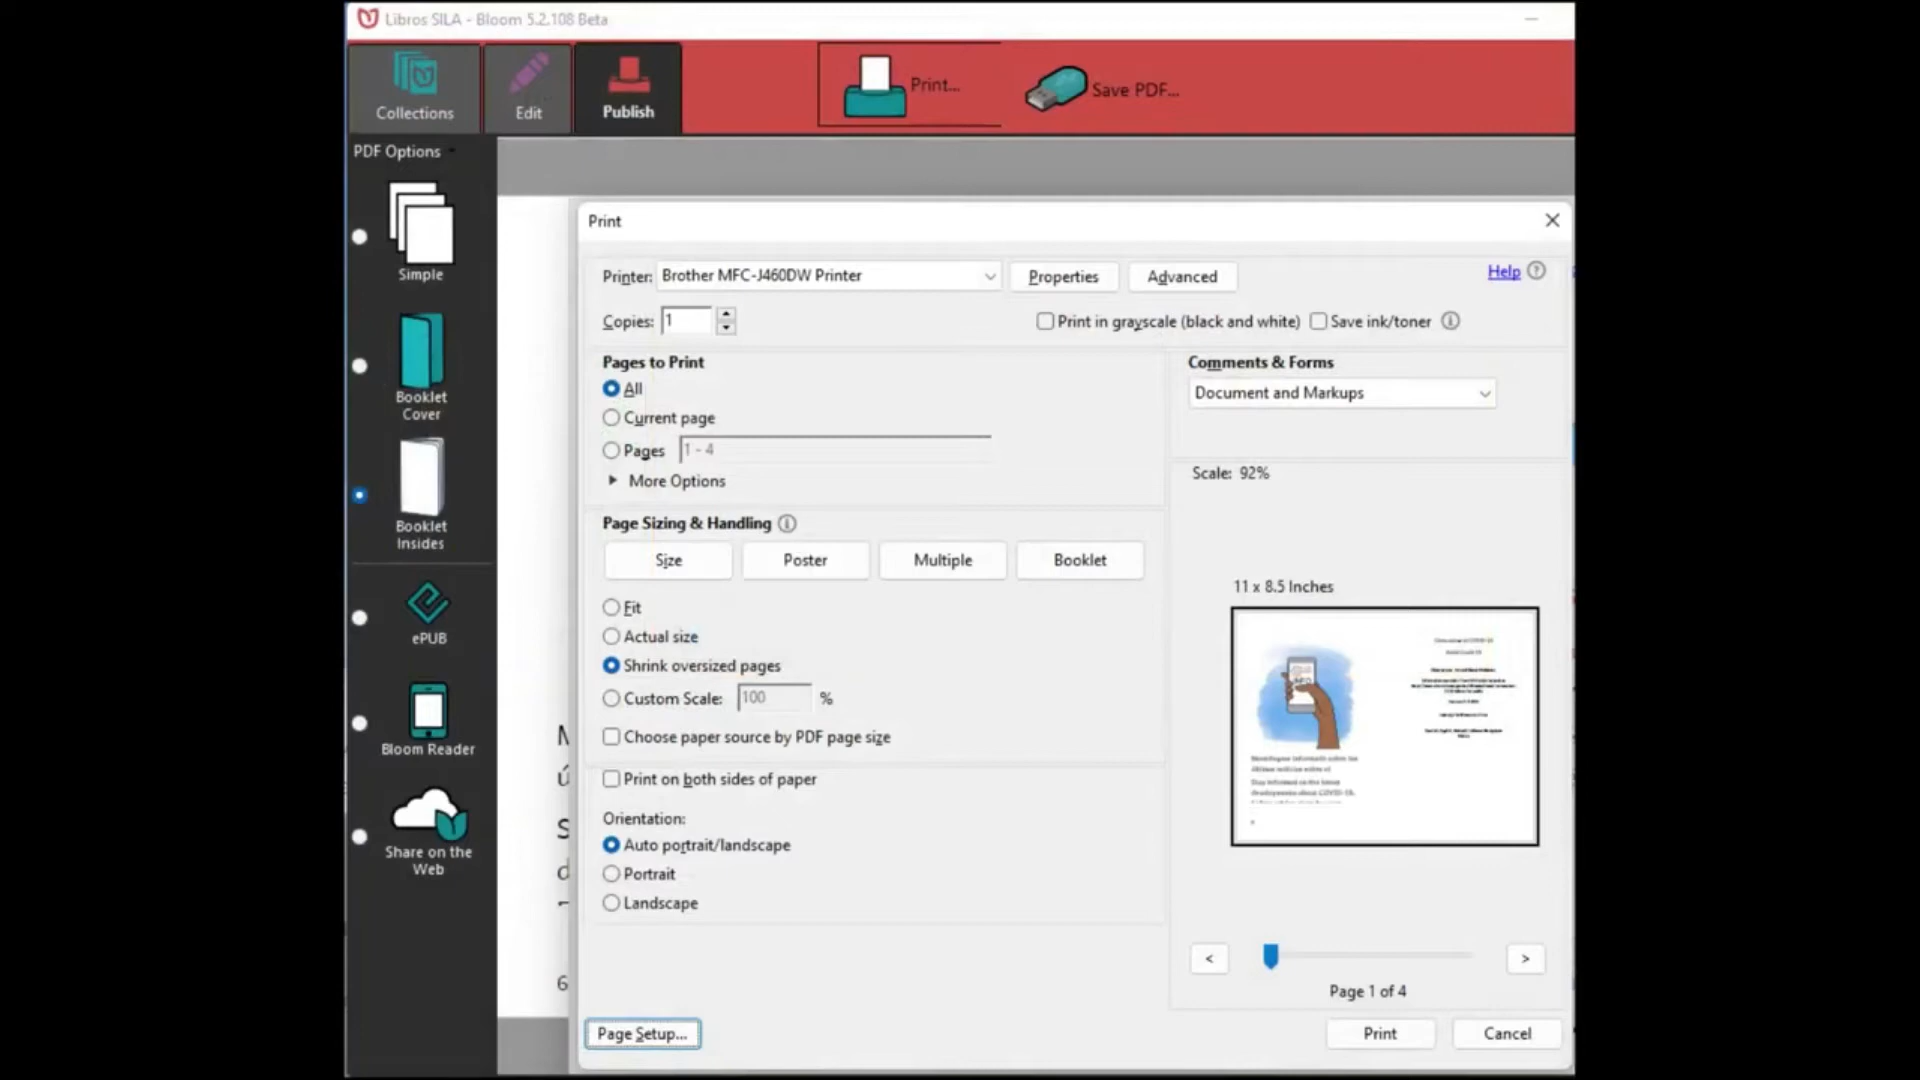 Libros SILA - Bloom 5.2.108 Beta
Collections
Edit
Publish
Print...
Save PDF...
PDF Options
Simple
Booklet
Cover
Booklet
Insides
ePUB
Bloom Reader
Share on the
Web
Print
Printer: Brother MFC-J460DW Printer
Properties
Advanced
Help
Copies: 1
Print in grayscale (black and white)
Save ink/toner
Pages to Print
All
Current page
Pages 1 - 4
More Options
Comments & Forms
Document and Markups
Scale: 92%
Page Sizing & Handling
Size
Poster
Multiple
Booklet
Fit
Actual size
Shrink oversized pages
Custom Scale: 100 %
Choose paper source by PDF page size
Print on both sides of paper
Orientation:
Auto portrait/landscape
Portrait
Landscape
11 x 8.5 Inches
INFO
<
>
Page 1 of 4
6
Page Setup...
Print
Cancel